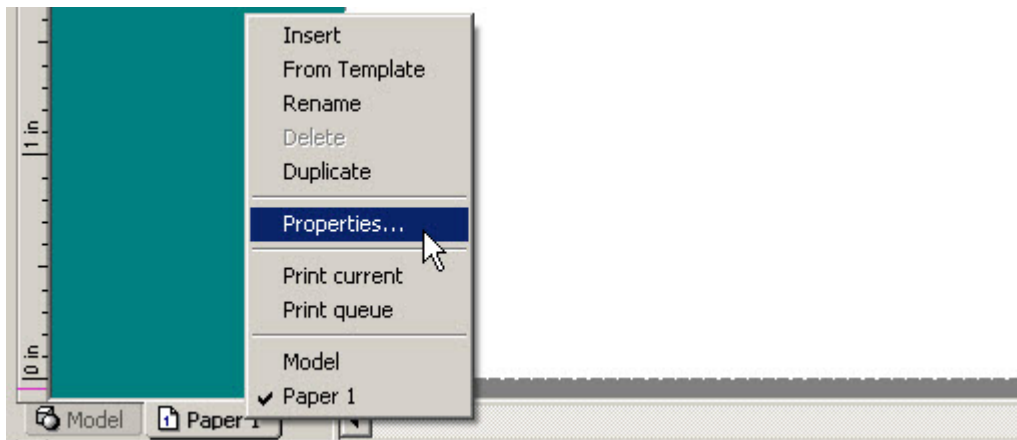 Insert
From Template
Rename
Delete
Duplicate
Properties...
Print current
Print queue
Model
Paper 1
1 in
0 in
Model
1 Paper 1